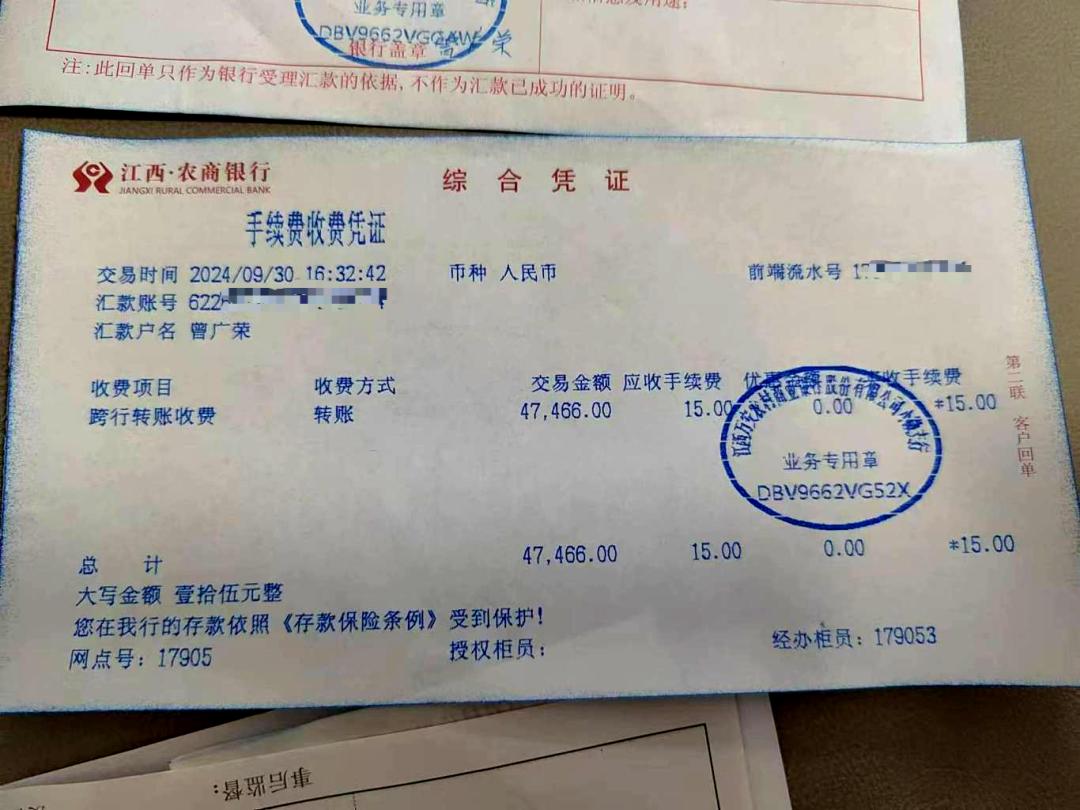 业务专用章
DBV9662VGGAW
银行盖章
注:此回单只作为银行受理汇款的依据,不作为汇款已成功的证明。
江西·农商银行
JIANGXI RURAL COMMERCIAL BANK
综合凭证
手续费收费凭证
交易时间 2024/09/30 16:32:42 币种 人民币 前端流水号
汇款账号 622
汇款户名 曾广荣
收费项目 收费方式 交易金额 应收手续费 收手续费
跨行转账收费 转账 47,466.00 15.00 0.00 *15.00
业务专用章
DBV9662VG52X
第二联 客户回单
总 计 47,466.00 15.00 0.00 *15.00
大写金额 壹拾伍元整
您在我行的存款依照《存款保险条例》受到保护!
网点号:17905 授权柜员: 经办柜员:179053
事后监督: